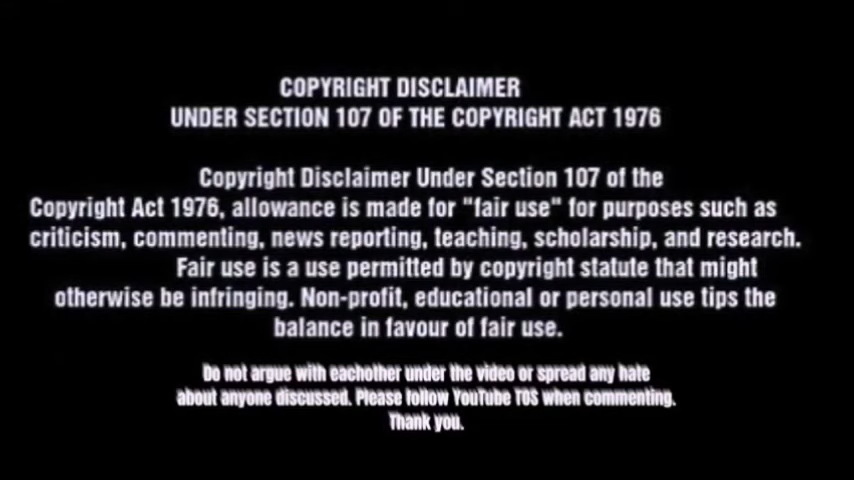 COPYRIGHT DISCLAIMER
UNDER SECTION 107 OF THE COPYRIGHT ACT 1976
Copyright Disclaimer Under Section 107 of the
Copyright Act 1976, allowance is made for "fair use" for purposes such as
criticism, commenting, news reporting, teaching, scholarship, and research.
Fair use is a use permitted by copyright statute that might
otherwise be infringing. Non-profit, educational or personal use tips the
balance in favour of fair use.
Do not argue with eachother under the video or spread any hate
about anyone discussed. Please follow YouTube TOS when commenting.
Thank you.